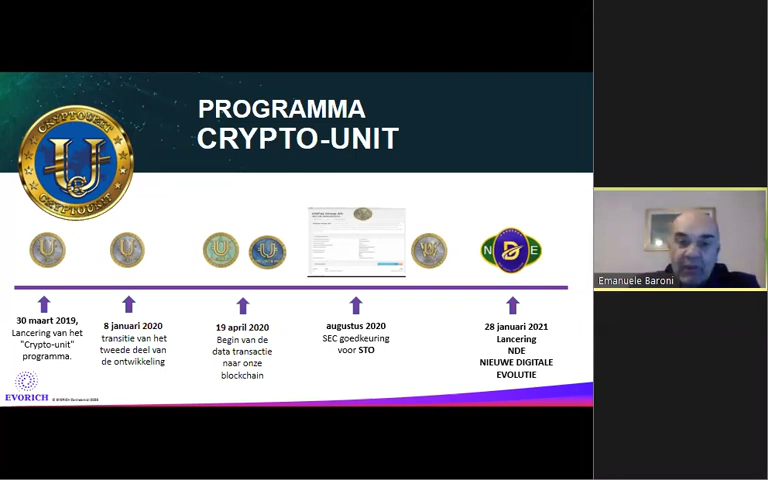 PROGRAMMA
CRYPTO-UNIT
CRYPTOUNIT
CRYPTOUNIT
N E
30 maart 2019,
Lancering van het
"Crypto-unit"
programma.
8 januari 2020
transitie van het
tweede deel van
de ontwikkeling
19 april 2020
Begin van de
data transactie
naar onze
blockchain
augustus 2020
SEC goedkeuring
voor STO
28 januari 2021
Lancering
NDE
NIEUWE DIGITALE
EVOLUTIE
EVORICH
Emanuele Baroni